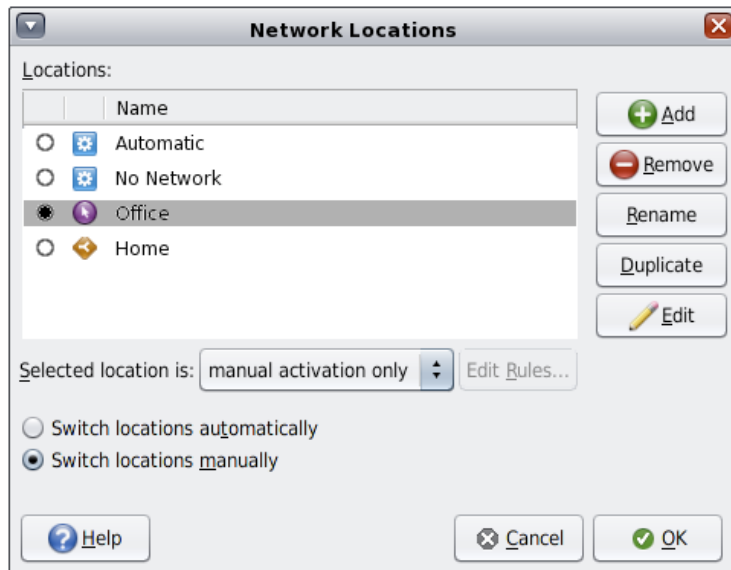 Network Locations
Locations:
Name
Automatic
No Network
Office
Home
Add
Remove
Rename
Duplicate
Edit
Selected location is: manual activation only Edit Rules...
Switch locations automatically
Switch locations manually
Help Cancel OK